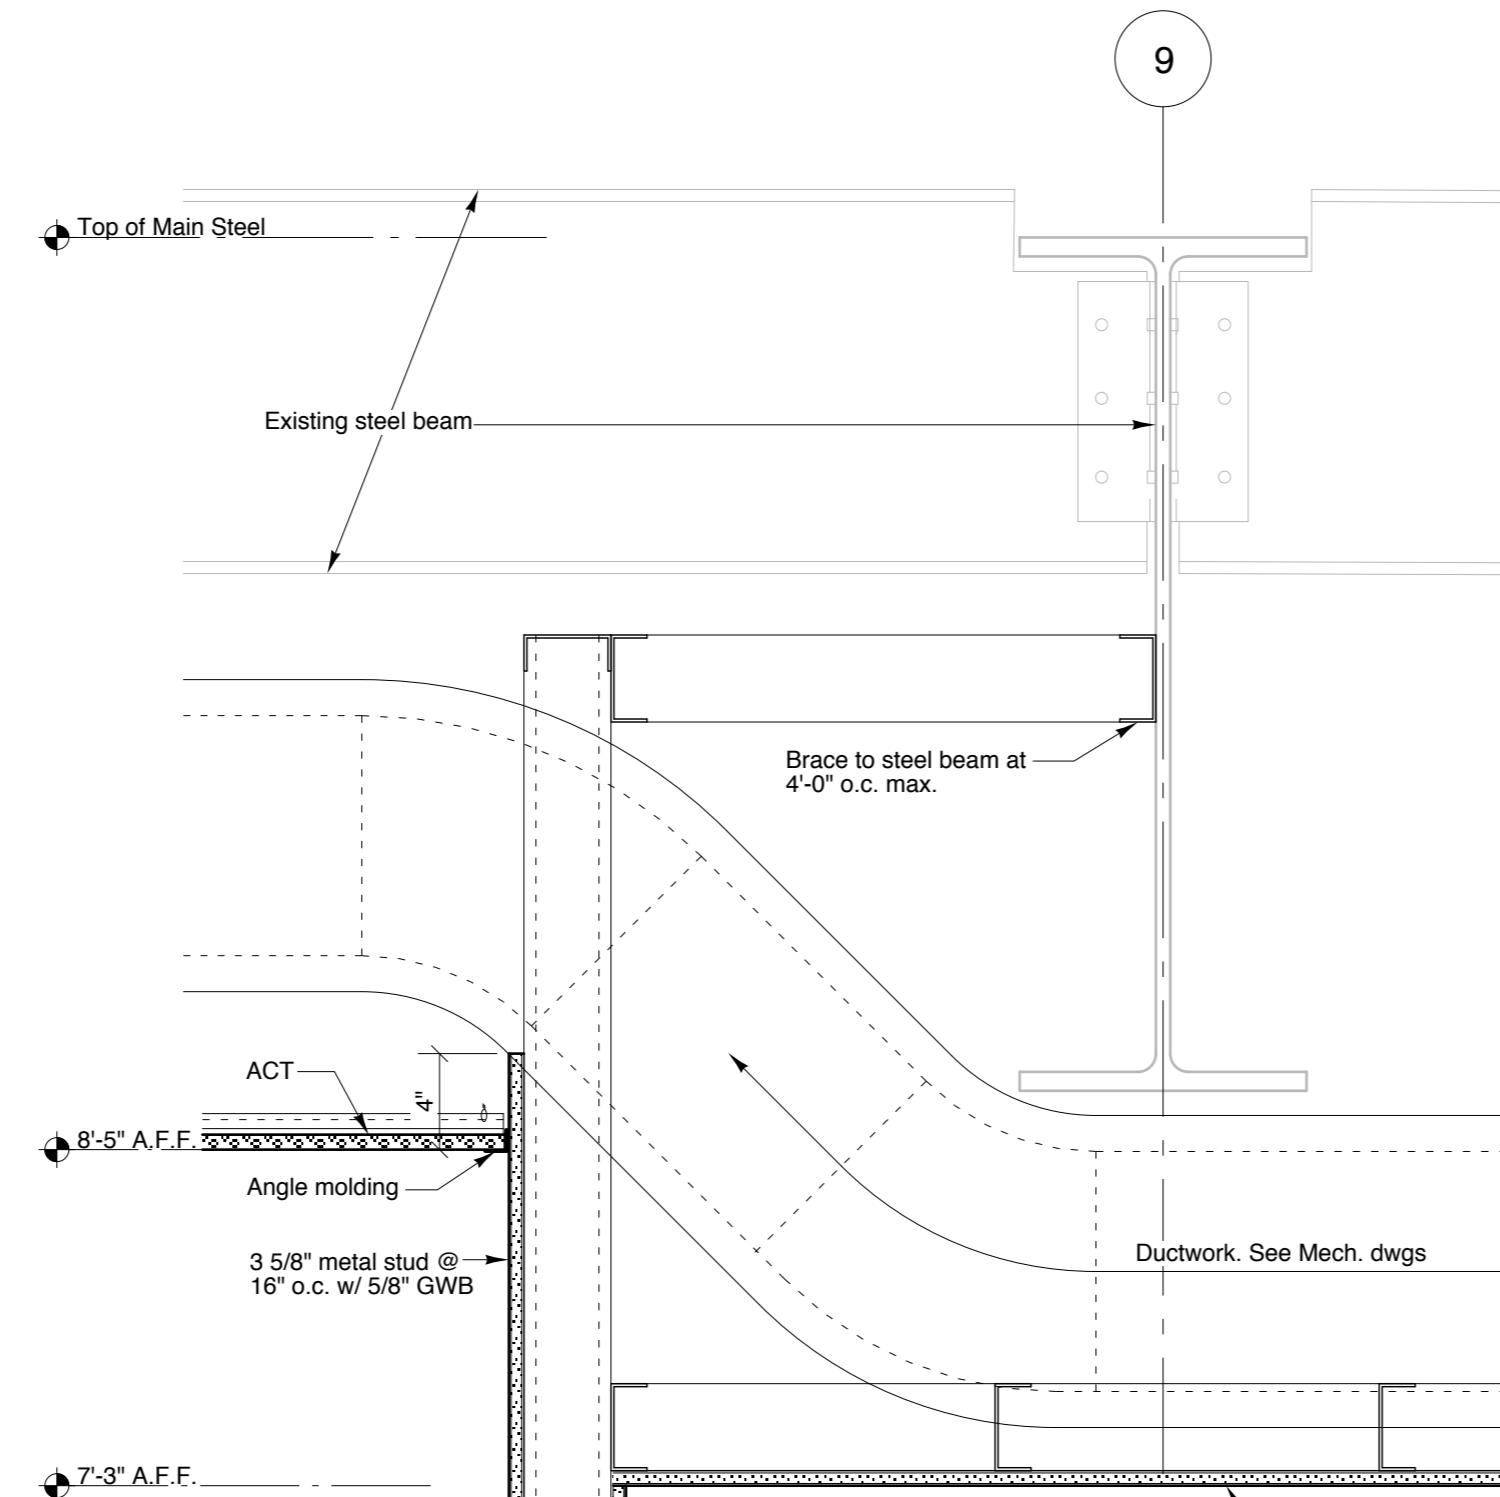 9
Top of Main Steel
Existing steel beam
Brace to steel beam at
4'-0" o.c. max.
ACT
4"
8'-5" A.F.F.
Angle molding
3 5/8" metal stud @
16" o.c. w/ 5/8" GWB
Ductwork. See Mech. dwgs
7'-3" A.F.F.